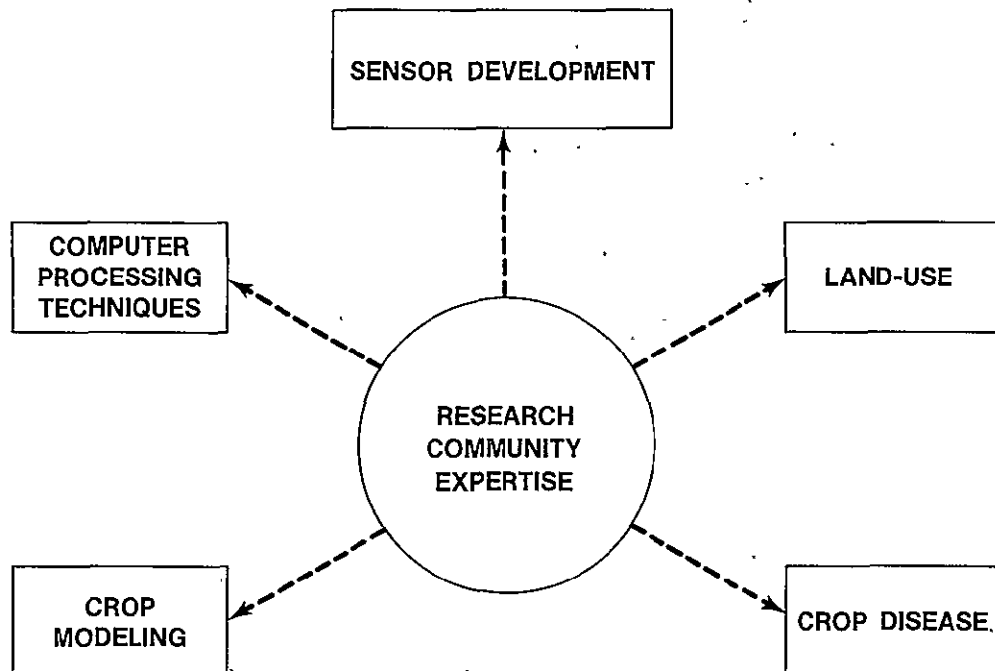 SENSOR DEVELOPMENT
COMPUTER
PROCESSING
TECHNIQUES
LAND-USE
RESEARCH
COMMUNITY
EXPERTISE
CROP
MODELING
CROP DISEASE